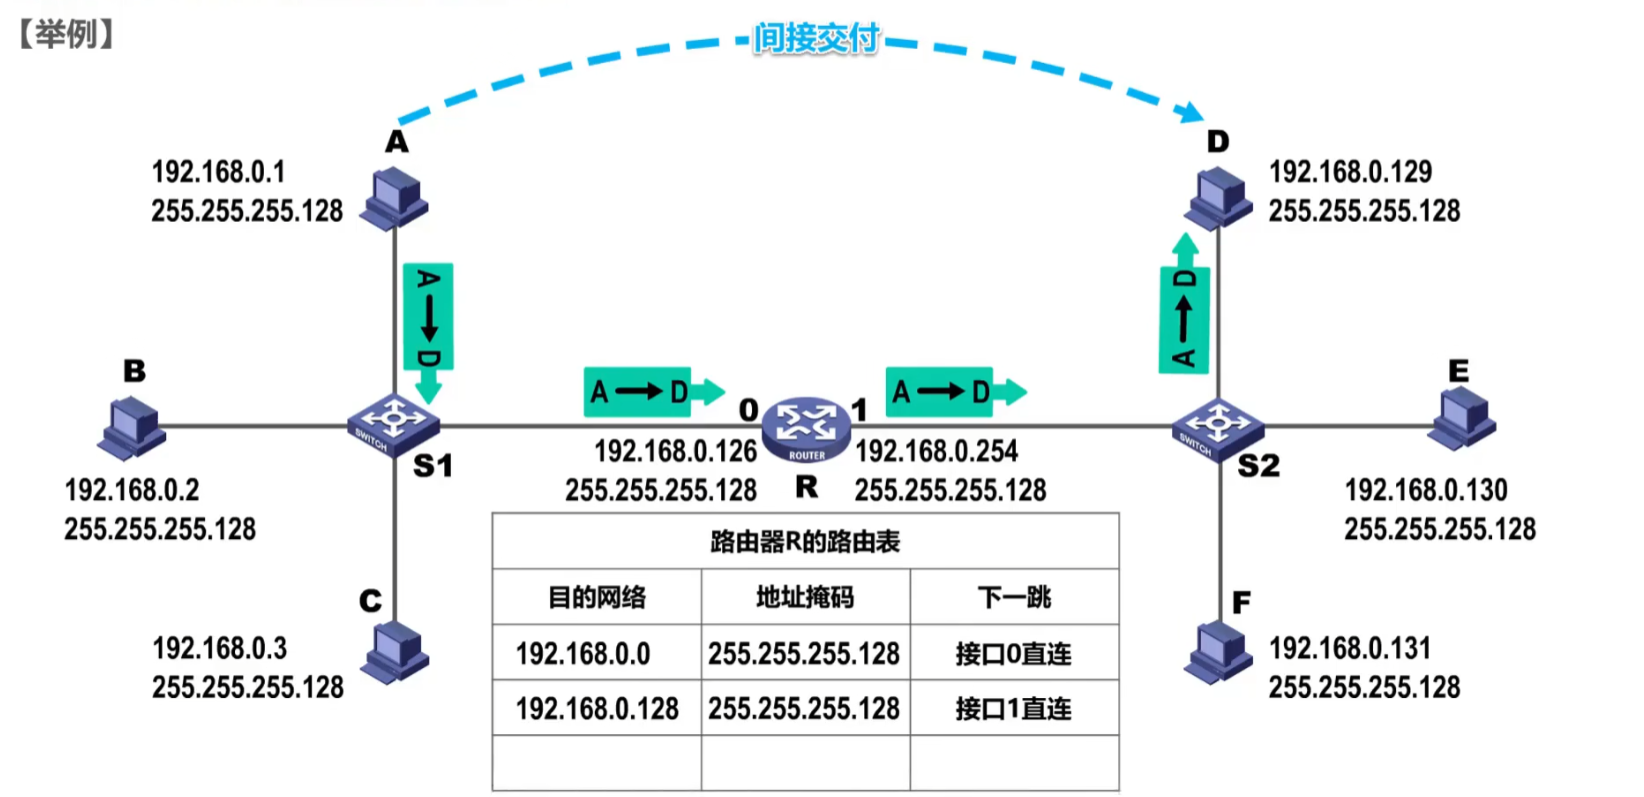 【举例】
间接交付
A
192.168.0.1
255.255.255.128
D
192.168.0.129
255.255.255.128
A→D
A→D
B
192.168.0.2
255.255.255.128
SWITCH
S1
A→D
0
192.168.0.126
255.255.255.128
ROUTER
R
A→D
1
192.168.0.254
255.255.255.128
SWITCH
S2
E
192.168.0.130
255.255.255.128
C
192.168.0.3
255.255.255.128
F
192.168.0.131
255.255.255.128
路由器R的路由表
目的网络 地址掩码 下一跳
192.168.0.0 255.255.255.128 接口0直连
192.168.0.128 255.255.255.128 接口1直连